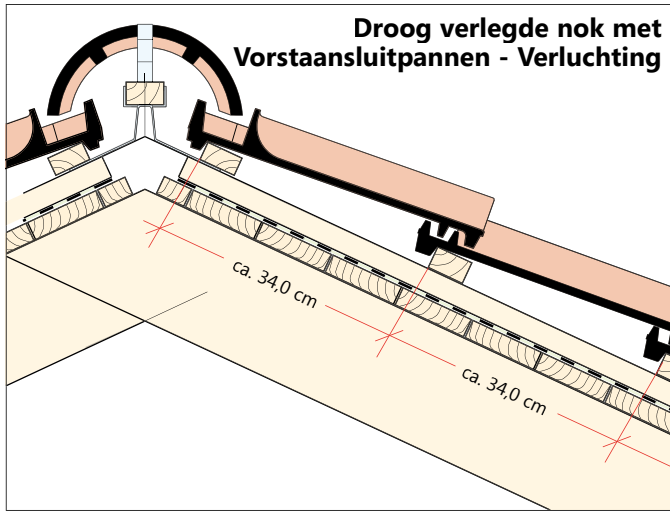 Droog verlegde nok met
Vorstaansluitpannen - Verluchting
ca. 34,0 cm
ca. 34,0 cm